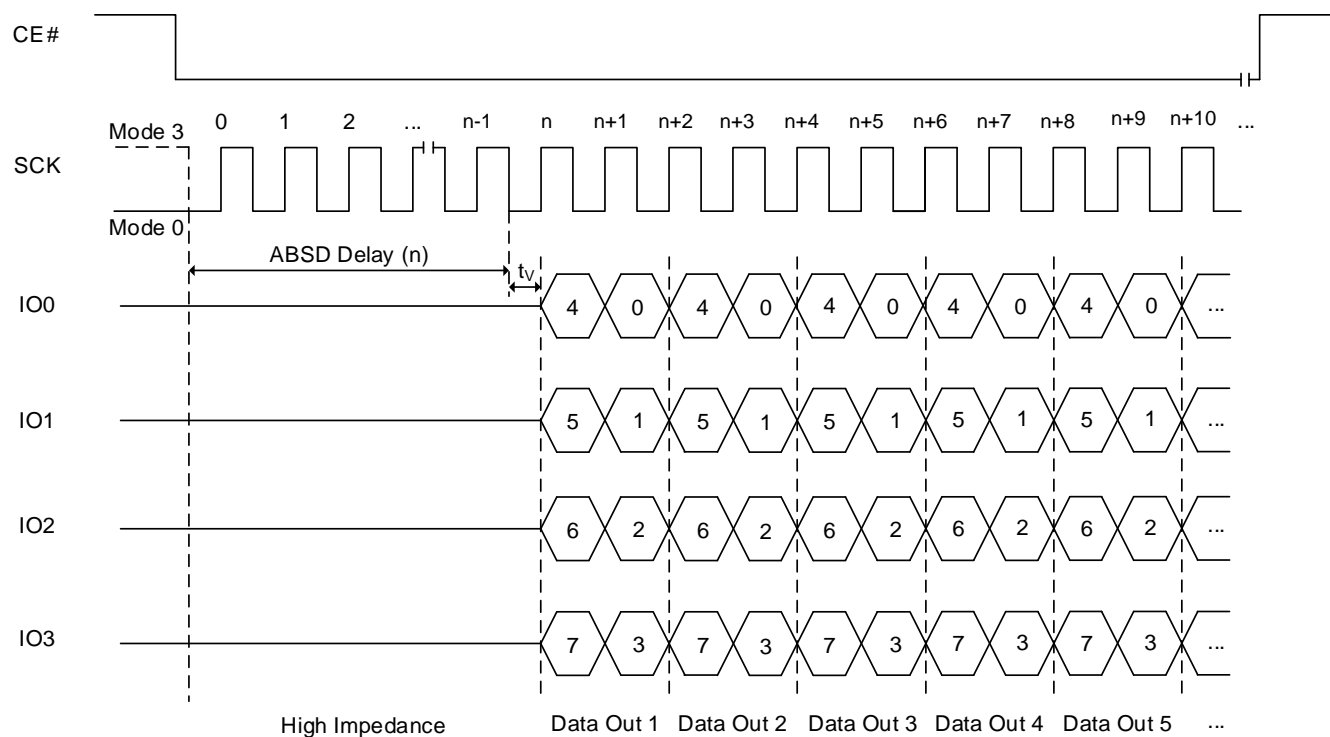 CE#
Mode 3 0 1 2 ... n-1 n n+1 n+2 n+3 n+4 n+5 n+6 n+7 n+8 n+9 n+10 ...
SCK
Mode 0
ABSD Delay (n)
tV
IO0 4 0 4 0 4 0 4 0 4 0 ...
IO1 5 1 5 1 5 1 5 1 5 1 ...
IO2 6 2 6 2 6 2 6 2 6 2 ...
IO3 7 3 7 3 7 3 7 3 7 3 ...
High Impedance Data Out 1 Data Out 2 Data Out 3 Data Out 4 Data Out 5 ...